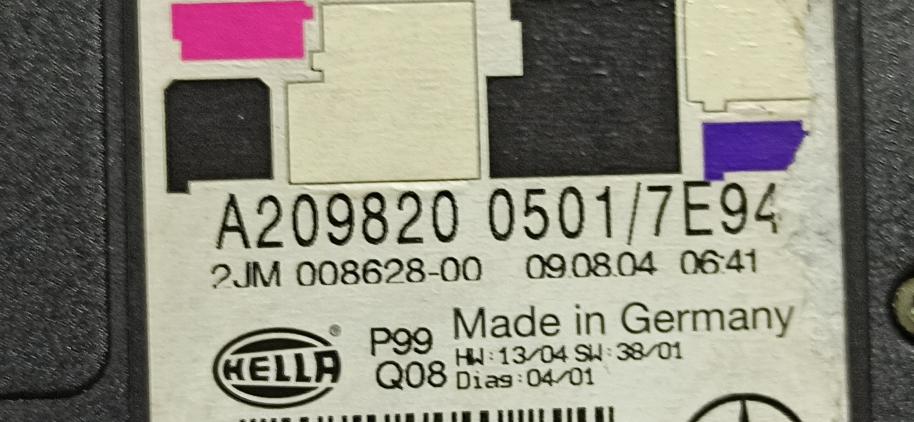 A209820 0501/7E94
?JM 008628-00 09.08.04 06:41
HELLA ® P99 Made in Germany
HW:13/04 SW:38/01
Q08 Diag:04/01